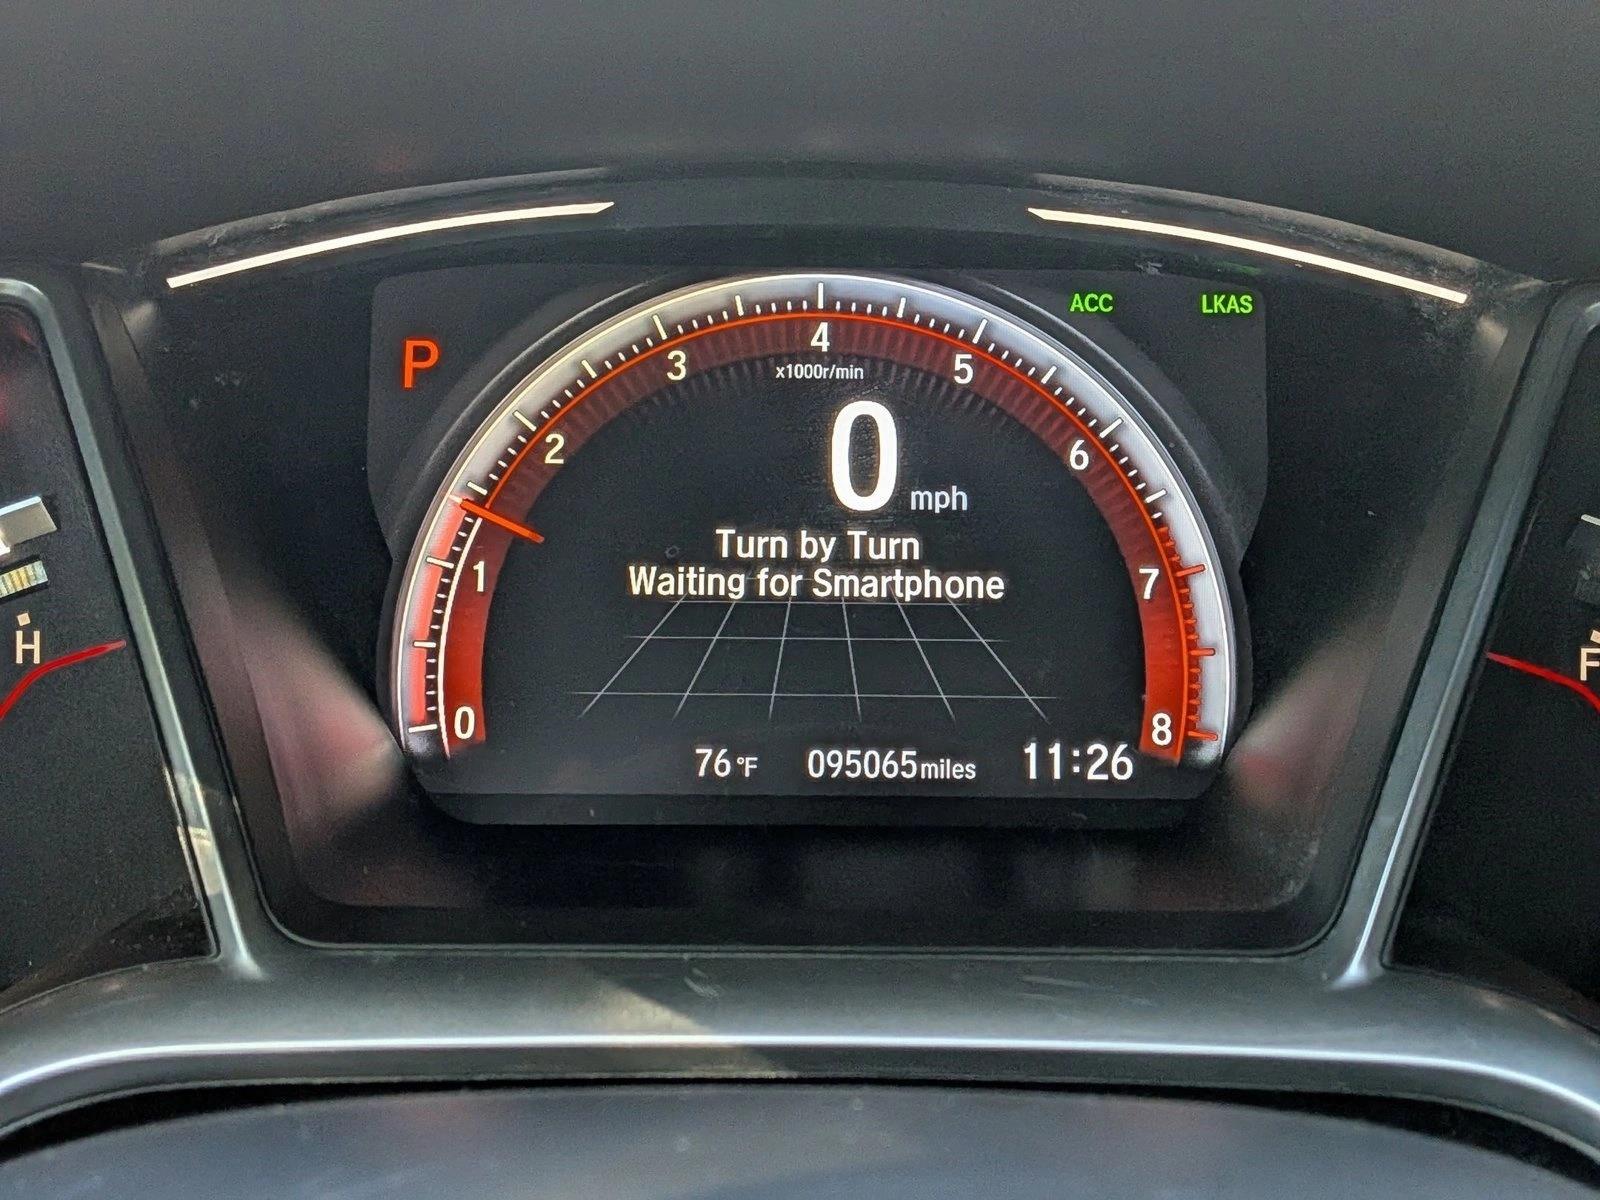 ACC LKAS
P
4
3 5
x1000r/min
2 6
0 mph
Turn by Turn
1 7
Waiting for Smartphone
H F
0 8
76°F 095065miles 11:26